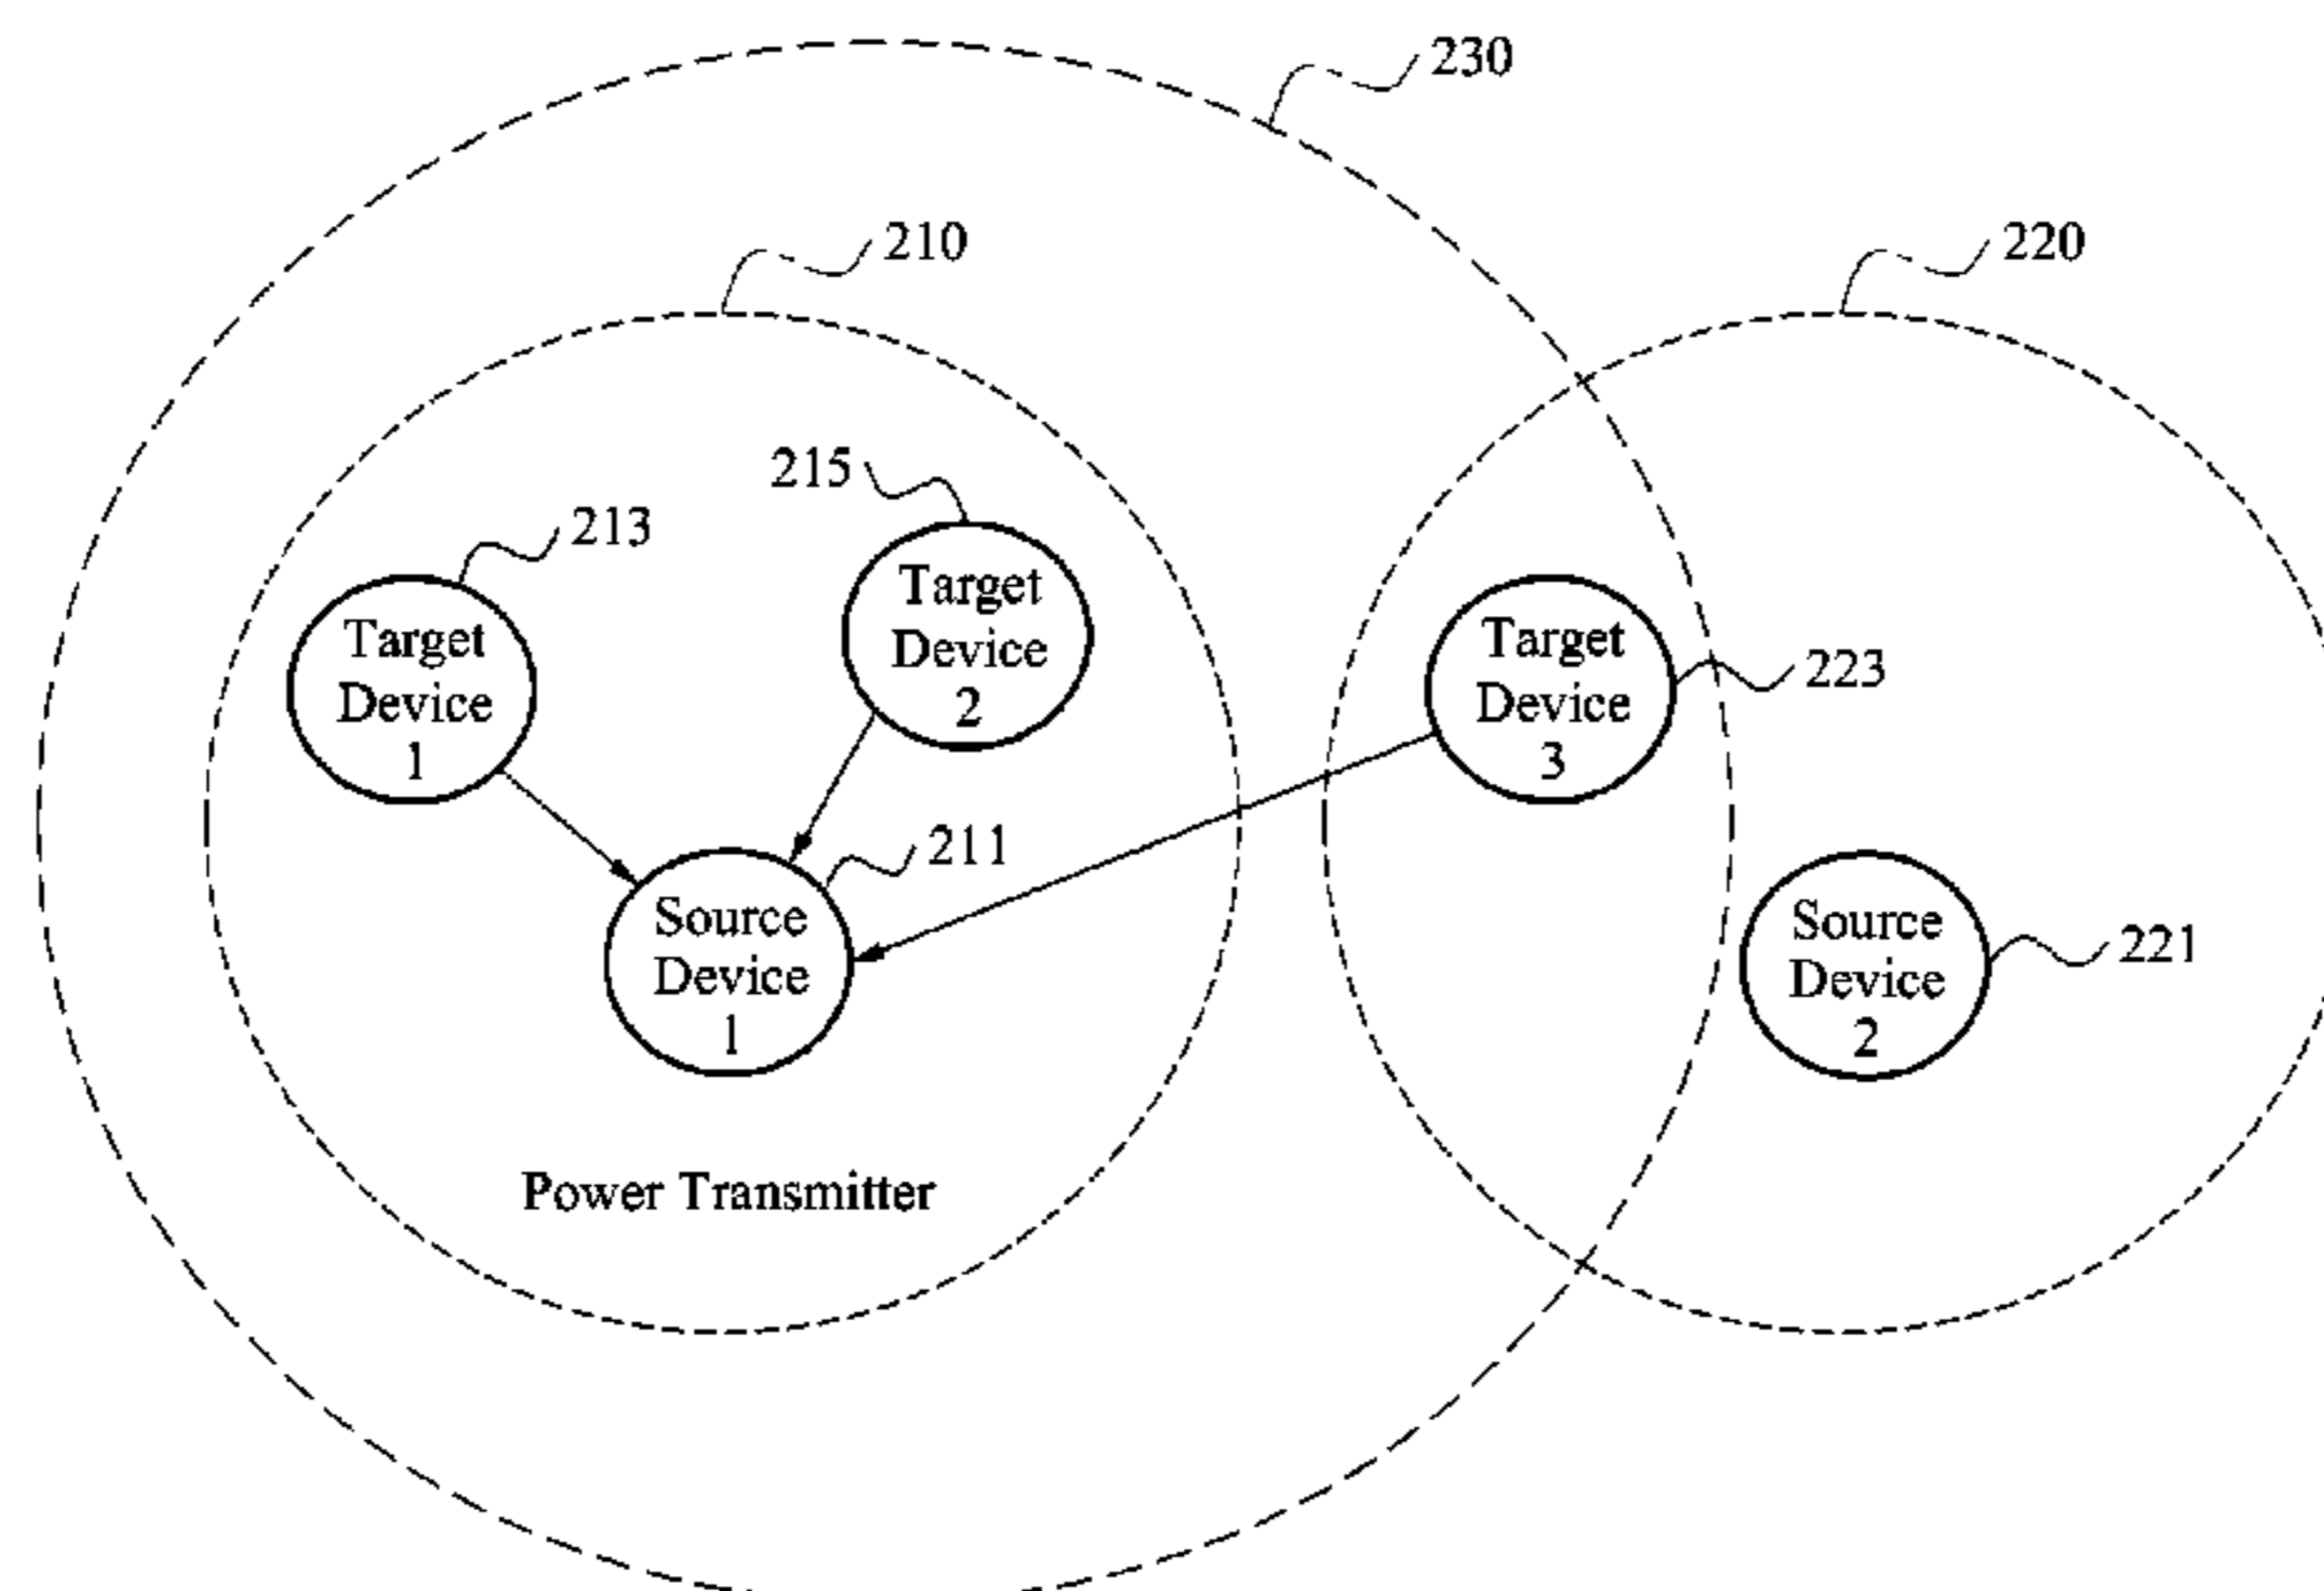 230
210
220
215
213
Target
Device
2
Target
Device
1
Target
Device
3
223
211
Source
Device
1
Source
Device
2
221
Power Transmitter